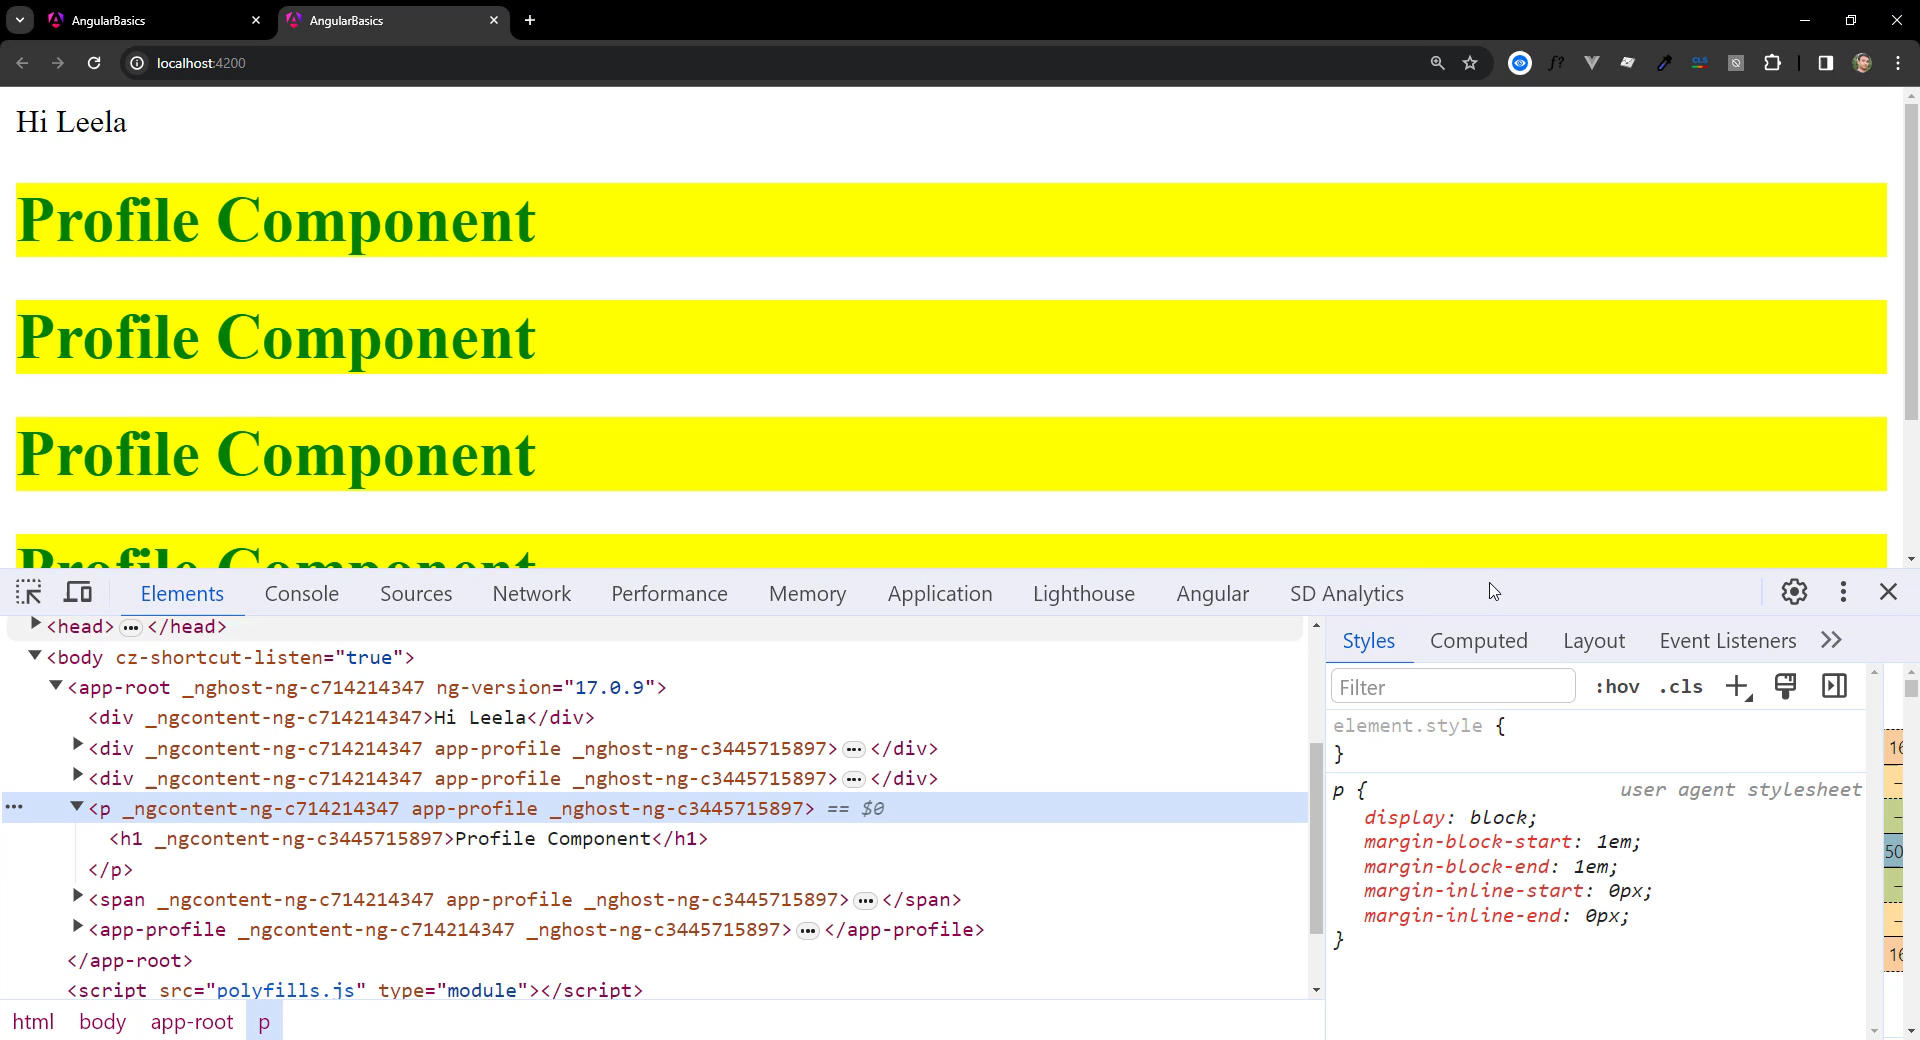 AngularBasics
AngularBasics
localhost:4200
f?
CLS
Hi Leela
Profile Component
Profile Component
Profile Component
Profile Component
Elements Console Sources Network Performance Memory Application Lighthouse Angular SD Analytics
<head> ••• </head>
<body cz-shortcut-listen="true">
<app-root _nghost-ng-c714214347 ng-version="17.0.9">
<div _ngcontent-ng-c714214347>Hi Leela</div>
<div _ngcontent-ng-c714214347 app-profile _nghost-ng-c3445715897> ••• </div>
<div _ngcontent-ng-c714214347 app-profile _nghost-ng-c3445715897> ••• </div>
••• <p _ngcontent-ng-c714214347 app-profile _nghost-ng-c3445715897> == $0
<h1 _ngcontent-ng-c3445715897>Profile Component</h1>
</p>
<span _ngcontent-ng-c714214347 app-profile _nghost-ng-c3445715897> ••• </span>
<app-profile _ngcontent-ng-c714214347 _nghost-ng-c3445715897> ••• </app-profile>
</app-root>
<script src="polyfills.js" type="module"></script>
html body app-root p
Styles Computed Layout Event Listeners
Filter :hov .cls
element.style {
}
p { user agent stylesheet
display: block;
margin-block-start: 1em;
margin-block-end: 1em;
margin-inline-start: 0px;
margin-inline-end: 0px;
}
16
50
16